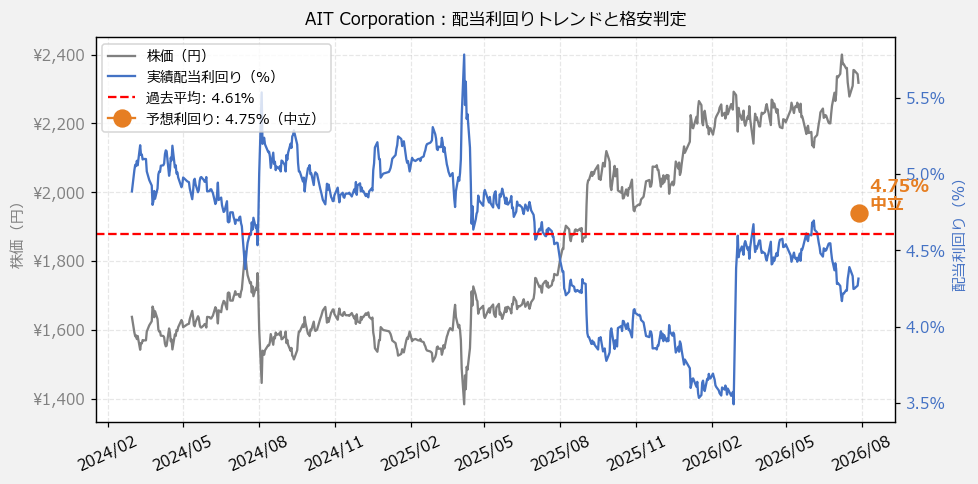 AIT Corporation：配当利回りトレンドと格安判定
株価（円）
実績配当利回り（%）
過去平均: 4.61%
予想利回り: 4.75%（中立）
¥2,400
¥2,200
¥2,000
¥1,800
¥1,600
¥1,400
株価（円）
5.5%
5.0%
4.5%
4.0%
3.5%
配当利回り（%）
4.75%
中立
2024/02
2024/05
2024/08
2024/11
2025/02
2025/05
2025/08
2025/11
2026/02
2026/05
2026/08